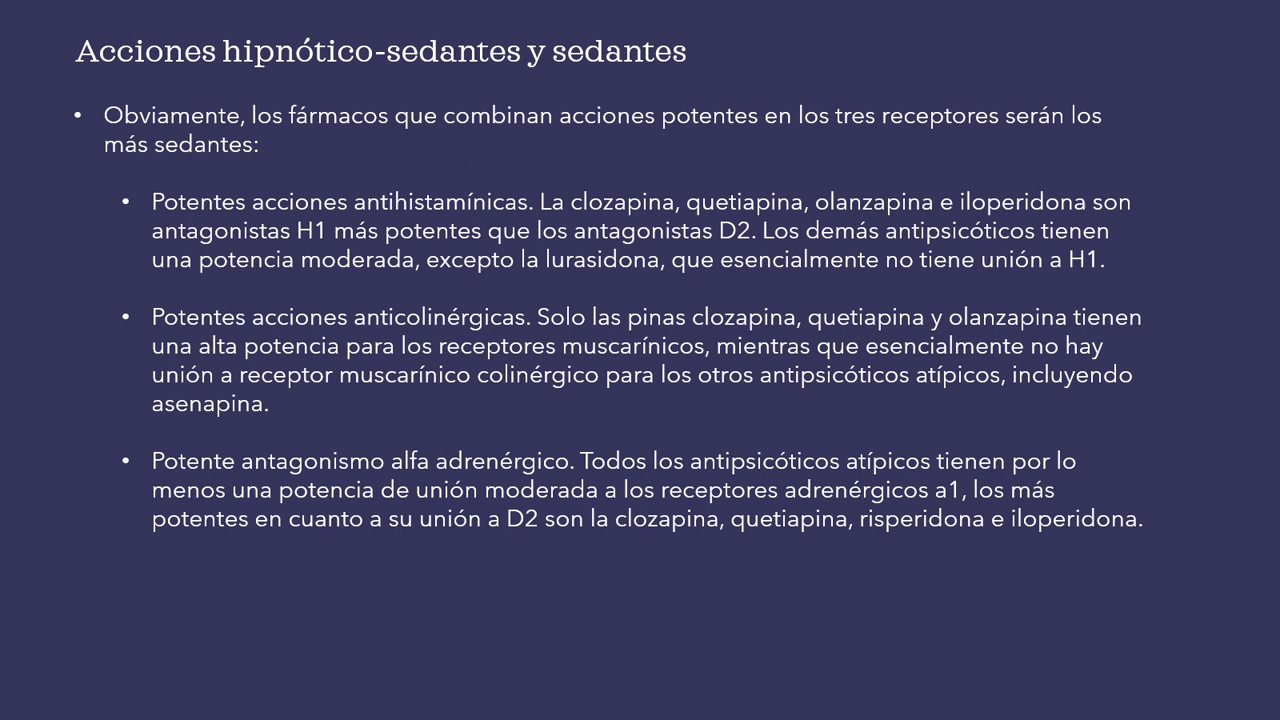 Acciones hipnótico-sedantes y sedantes
• Obviamente, los fármacos que combinan acciones potentes en los tres receptores serán los
más sedantes:
• Potentes acciones antihistamínicas. La clozapina, quetiapina, olanzapina e iloperidona son
antagonistas H1 más potentes que los antagonistas D2. Los demás antipsicóticos tienen
una potencia moderada, excepto la lurasidona, que esencialmente no tiene unión a H1.
• Potentes acciones anticolinérgicas. Solo las pinas clozapina, quetiapina y olanzapina tienen
una alta potencia para los receptores muscarínicos, mientras que esencialmente no hay
unión a receptor muscarínico colinérgico para los otros antipsicóticos atípicos, incluyendo
asenapina.
• Potente antagonismo alfa adrenérgico. Todos los antipsicóticos atípicos tienen por lo
menos una potencia de unión moderada a los receptores adrenérgicos a1, los más
potentes en cuanto a su unión a D2 son la clozapina, quetiapina, risperidona e iloperidona.